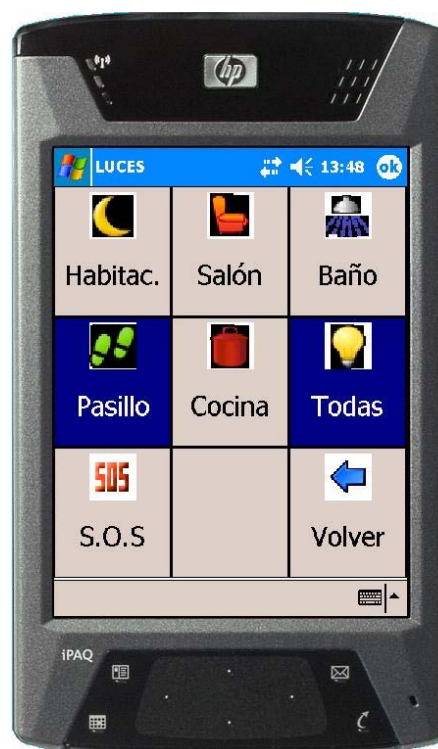 hp
LUCES 13:48 ok
Habitac. Salón Baño
Pasillo Cocina Todas
SOS
S.O.S Volver
iPAQ